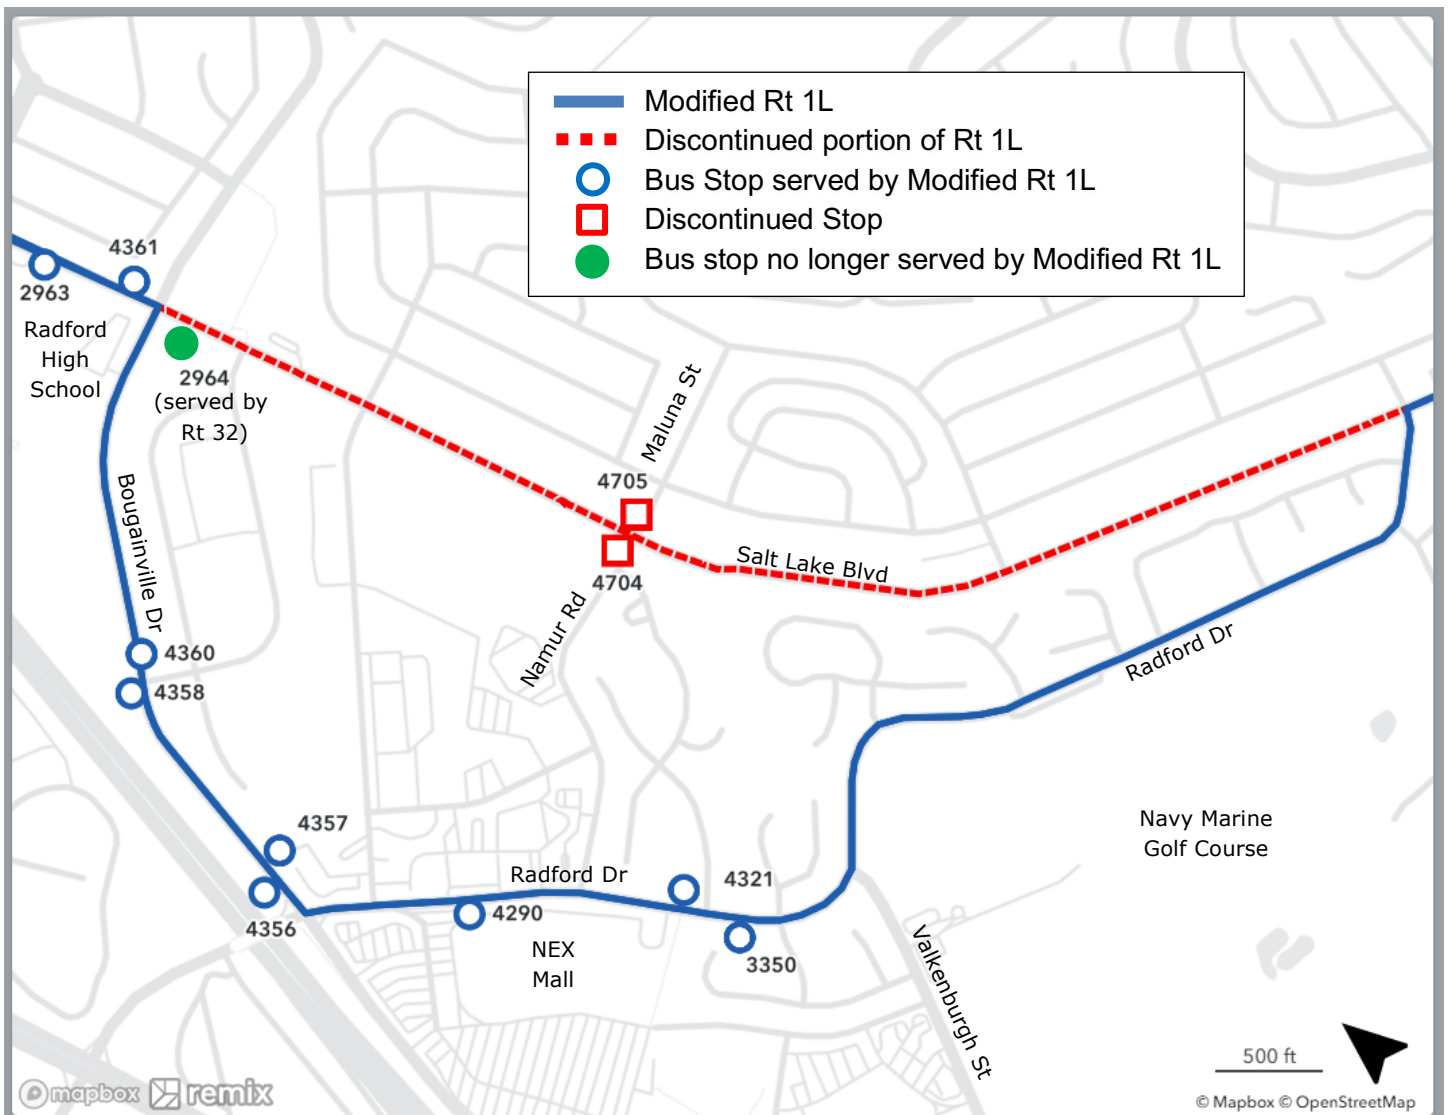 Modified Rt 1L
Discontinued portion of Rt 1L
Bus Stop served by Modified Rt 1L
Discontinued Stop
Bus stop no longer served by Modified Rt 1L
4361
2963
Radford
High
School
2964
(served by
Rt 32)
Maluna St
4705
4704
Salt Lake Blvd
Namur Rd
Bougainville Dr
4360
4358
Radford Dr
4357
4356
Radford Dr
4290
4321
3350
NEX
Mall
Valkenburgh St
Navy Marine
Golf Course
500 ft
mapbox remix
© Mapbox © OpenStreetMap